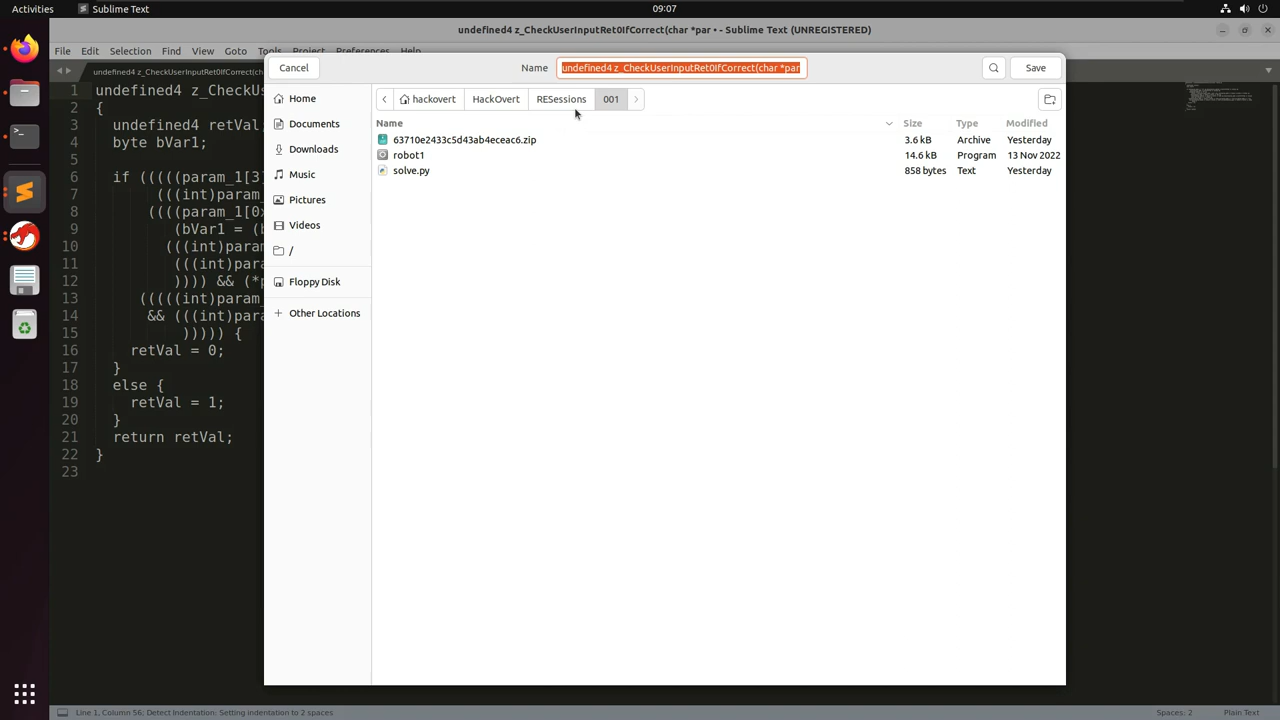 Activities Sublime Text 09:07
undefined4 z_CheckUserInputRet0IfCorrect(char *par • - Sublime Text (UNREGISTERED)
File Edit Selection Find View Goto Tools Project Preferences Help
undefined4 z_CheckUserInputRet0IfCorrect(ch
Cancel Name undefined4 z_CheckUserInputRet0IfCorrect(char *par Save
hackovert HackOvert RESessions 001
Name Size Type Modified
63710e2433c5d43ab4eceac6.zip 3.6 kB Archive Yesterday
robot1 14.6 kB Program 13 Nov 2022
solve.py 858 bytes Text Yesterday
Home
Documents
Downloads
Music
Pictures
Videos
/
Floppy Disk
+ Other Locations
1 undefined4 z_CheckUs
2 {
3 undefined4 retVal;
4 byte bVar1;
5
6 if (((((param_1[3]
7 (((int)param_
8 ((((param_1[0x
9 (bVar1 = (b
10 (((int)param
11 (((int)para
12 )))) && (*p
13 (((((int)param_
14 && (((int)par
15 ))))) {
16 retVal = 0;
17 }
18 else {
19 retVal = 1;
20 }
21 return retVal;
22 }
23
Line 1, Column 56; Detect Indentation: Setting indentation to 2 spaces Spaces: 2 Plain Text